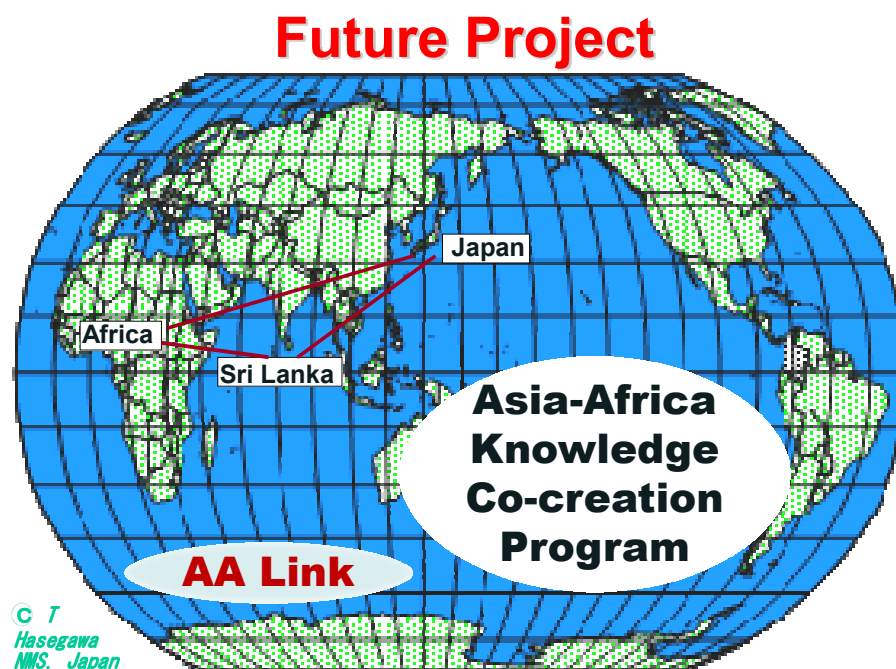 Future Project
Japan
Africa
Sri Lanka
Asia-Africa
Knowledge
Co-creation
Program
AA Link
© T
Hasegawa
NMS. Japan